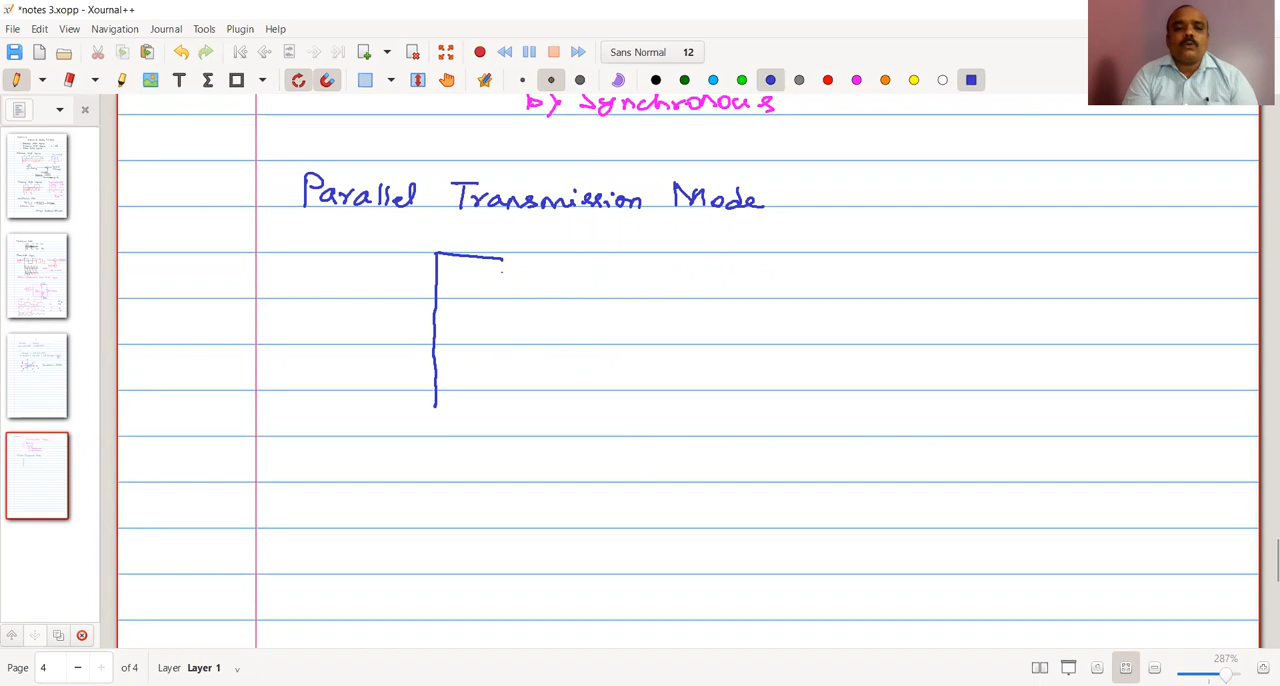 *notes 3.xopp - Xournal++
File Edit View Navigation Journal Tools Plugin Help
Sans Normal 12
b) Synchronous
Parallel Transmission Mode
Page 4 of 4 Layer Layer 1 287%